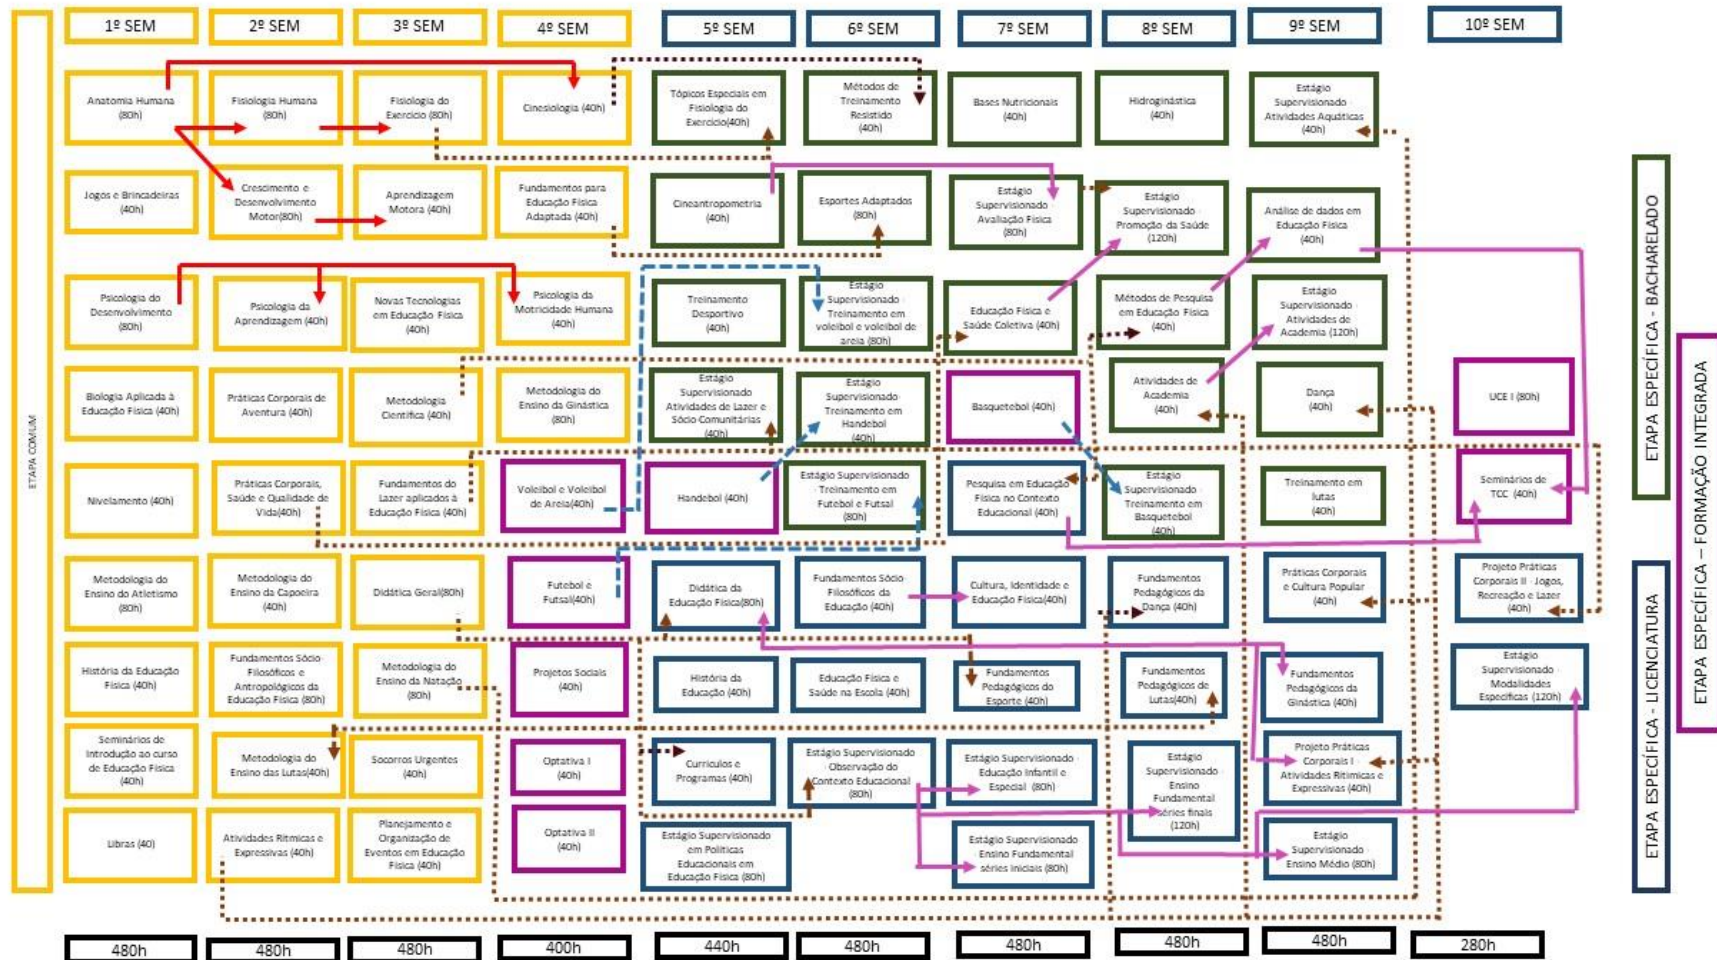 1º SEM
2º SEM
3º SEM
4º SEM
5º SEM
6º SEM
7º SEM
8º SEM
9º SEM
10º SEM
ETAPA COMUM
Anatomia Humana
(80h)
Fisiologia Humana
(80h)
Fisiologia do
Exercício (80h)
Cinesiologia (40h)
Tópicos Especiais em
Fisiologia do
Exercício(40h)
Métodos de
Treinamento
Resistido
(40h)
Bases Nutricionais
(40h)
Hidroginástica
(40h)
Estágio
Supervisionado
Atividades Aquáticas
(40h)
Jogos e Brincadeiras
(40h)
Crescimento e
Desenvolvimento
Motor(80h)
Aprendizagem
Motora (40h)
Fundamentos para
Educação Física
Adaptada (40h)
Cineantropometria
(40h)
Esportes Adaptados
(80h)
Estágio
Supervisionado
Avaliação Física
(80h)
Estágio
Supervisionado
Promoção da Saúde
(120h)
Análise de dados em
Educação Física
(40h)
Psicologia do
Desenvolvimento
(80h)
Psicologia da
Aprendizagem (40h)
Novas Tecnologias
em Educação Física
(40h)
Psicologia da
Motricidade Humana
(40h)
Treinamento
Desportivo
(40h)
Estágio
Supervisionado
Treinamento em
voleibol e voleibol de
areia (80h)
Educação Física e
Saúde Coletiva (40h)
Métodos de Pesquisa
em Educação Física
(40h)
Estágio
Supervisionado
Atividades de
Academia (120h)
Biologia Aplicada à
Educação Física (40h)
Práticas Corporais de
Aventura (40h)
Metodologia
Científica (40h)
Metodologia do
Ensino da Ginástica
(80h)
Estágio
Supervisionado
Atividades de Lazer e
Sócio Comunitárias
(40h)
Estágio
Supervisionado
Treinamento em
Handebol
(40h)
Basquetebol (40h)
Atividades de
Academia
(40h)
Dança
(40h)
UCE I (80h)
Nivelamento (40h)
Práticas Corporais,
Saúde e Qualidade de
Vida(40h)
Fundamentos do
Lazer aplicados à
Educação Física (40h)
Voleibol e Voleibol
de Areia(40h)
Handebol (40h)
Estágio Supervisionado
- Treinamento em
Futebol e Futsal
(80h)
Pesquisa em Educação
Física no Contexto
Educacional (40h)
Estágio
Supervisionado
Treinamento em
Basquetebol
(40h)
Treinamento em
lutas
(40h)
Seminários de
TCC (40h)
Metodologia do
Ensino do Atletismo
(80h)
Metodologia do
Ensino da Capoeira
(40h)
Didática Geral(80h)
Futebol e
Futsal(40h)
Didática da
Educação Física(80h)
Fundamentos Sócio
Filosóficos da
Educação (40h)
Cultura, Identidade e
Educação Física(40h)
Fundamentos
Pedagógicos da
Dança (40h)
Práticas Corporais
e Cultura Popular
(40h)
Projeto Práticas
Corporais II - Jogos,
Recreação e Lazer
(40h)
História da Educação
Física (40h)
Fundamentos Sócio
Filosóficos e
Antropológicos da
Educação Física (80h)
Metodologia do
Ensino da Natação
(80h)
Projetos Sociais
(40h)
História da
Educação (40h)
Educação Física e
Saúde na Escola (40h)
Fundamentos
Pedagógicos do
Esporte (40h)
Fundamentos
Pedagógicos de
Lutas(40h)
Fundamentos
Pedagógicos da
Ginástica (40h)
Estágio
Supervisionado
Modalidades
Específicas (120h)
Seminários de
Introdução ao curso
de Educação Física
(40h)
Metodologia do
Ensino das Lutas(40h)
Socorros Urgentes
(40h)
Optativa I
(40h)
Currículos e
Programas (40h)
Estágio Supervisionado
Observação do
Contexto Educacional
(80h)
Estágio Supervisionado
Educação Infantil e
Especial (80h)
Estágio
Supervisionado
Ensino
Fundamental
séries finais
(120h)
Projeto Práticas
Corporais I
Atividades Rítimicas e
Expressivas (40h)
Libras (40)
Atividades Rítmicas e
Expressivas (40h)
Planejamento e
Organização de
Eventos em Educação
Física (40h)
Optativa II
(40h)
Estágio Supervisionado
em Políticas
Educacionais em
Educação Física (80h)
Estágio Supervisionado
Ensino Fundamental
séries iniciais (80h)
Estágio
Supervisionado
Ensino Médio (80h)
480h
480h
480h
400h
440h
480h
480h
480h
480h
280h
ETAPA ESPECÍFICA - BACHARELADO
ETAPA ESPECÍFICA - LICENCIATURA
ETAPA ESPECÍFICA – FORMAÇÃO INTEGRADA